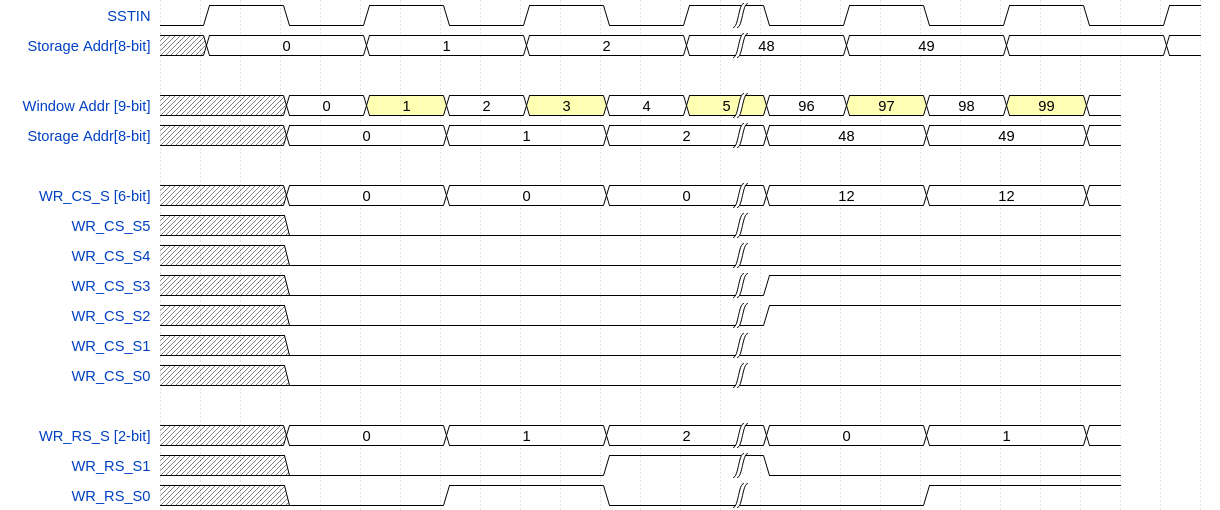 SSTIN
Storage Addr[8-bit] 0 1 2 48 49
Window Addr [9-bit] 0 1 2 3 4 5 96 97 98 99
Storage Addr[8-bit] 0 1 2 48 49
WR_CS_S [6-bit] 0 0 0 12 12
WR_CS_S5
WR_CS_S4
WR_CS_S3
WR_CS_S2
WR_CS_S1
WR_CS_S0
WR_RS_S [2-bit] 0 1 2 0 1
WR_RS_S1
WR_RS_S0